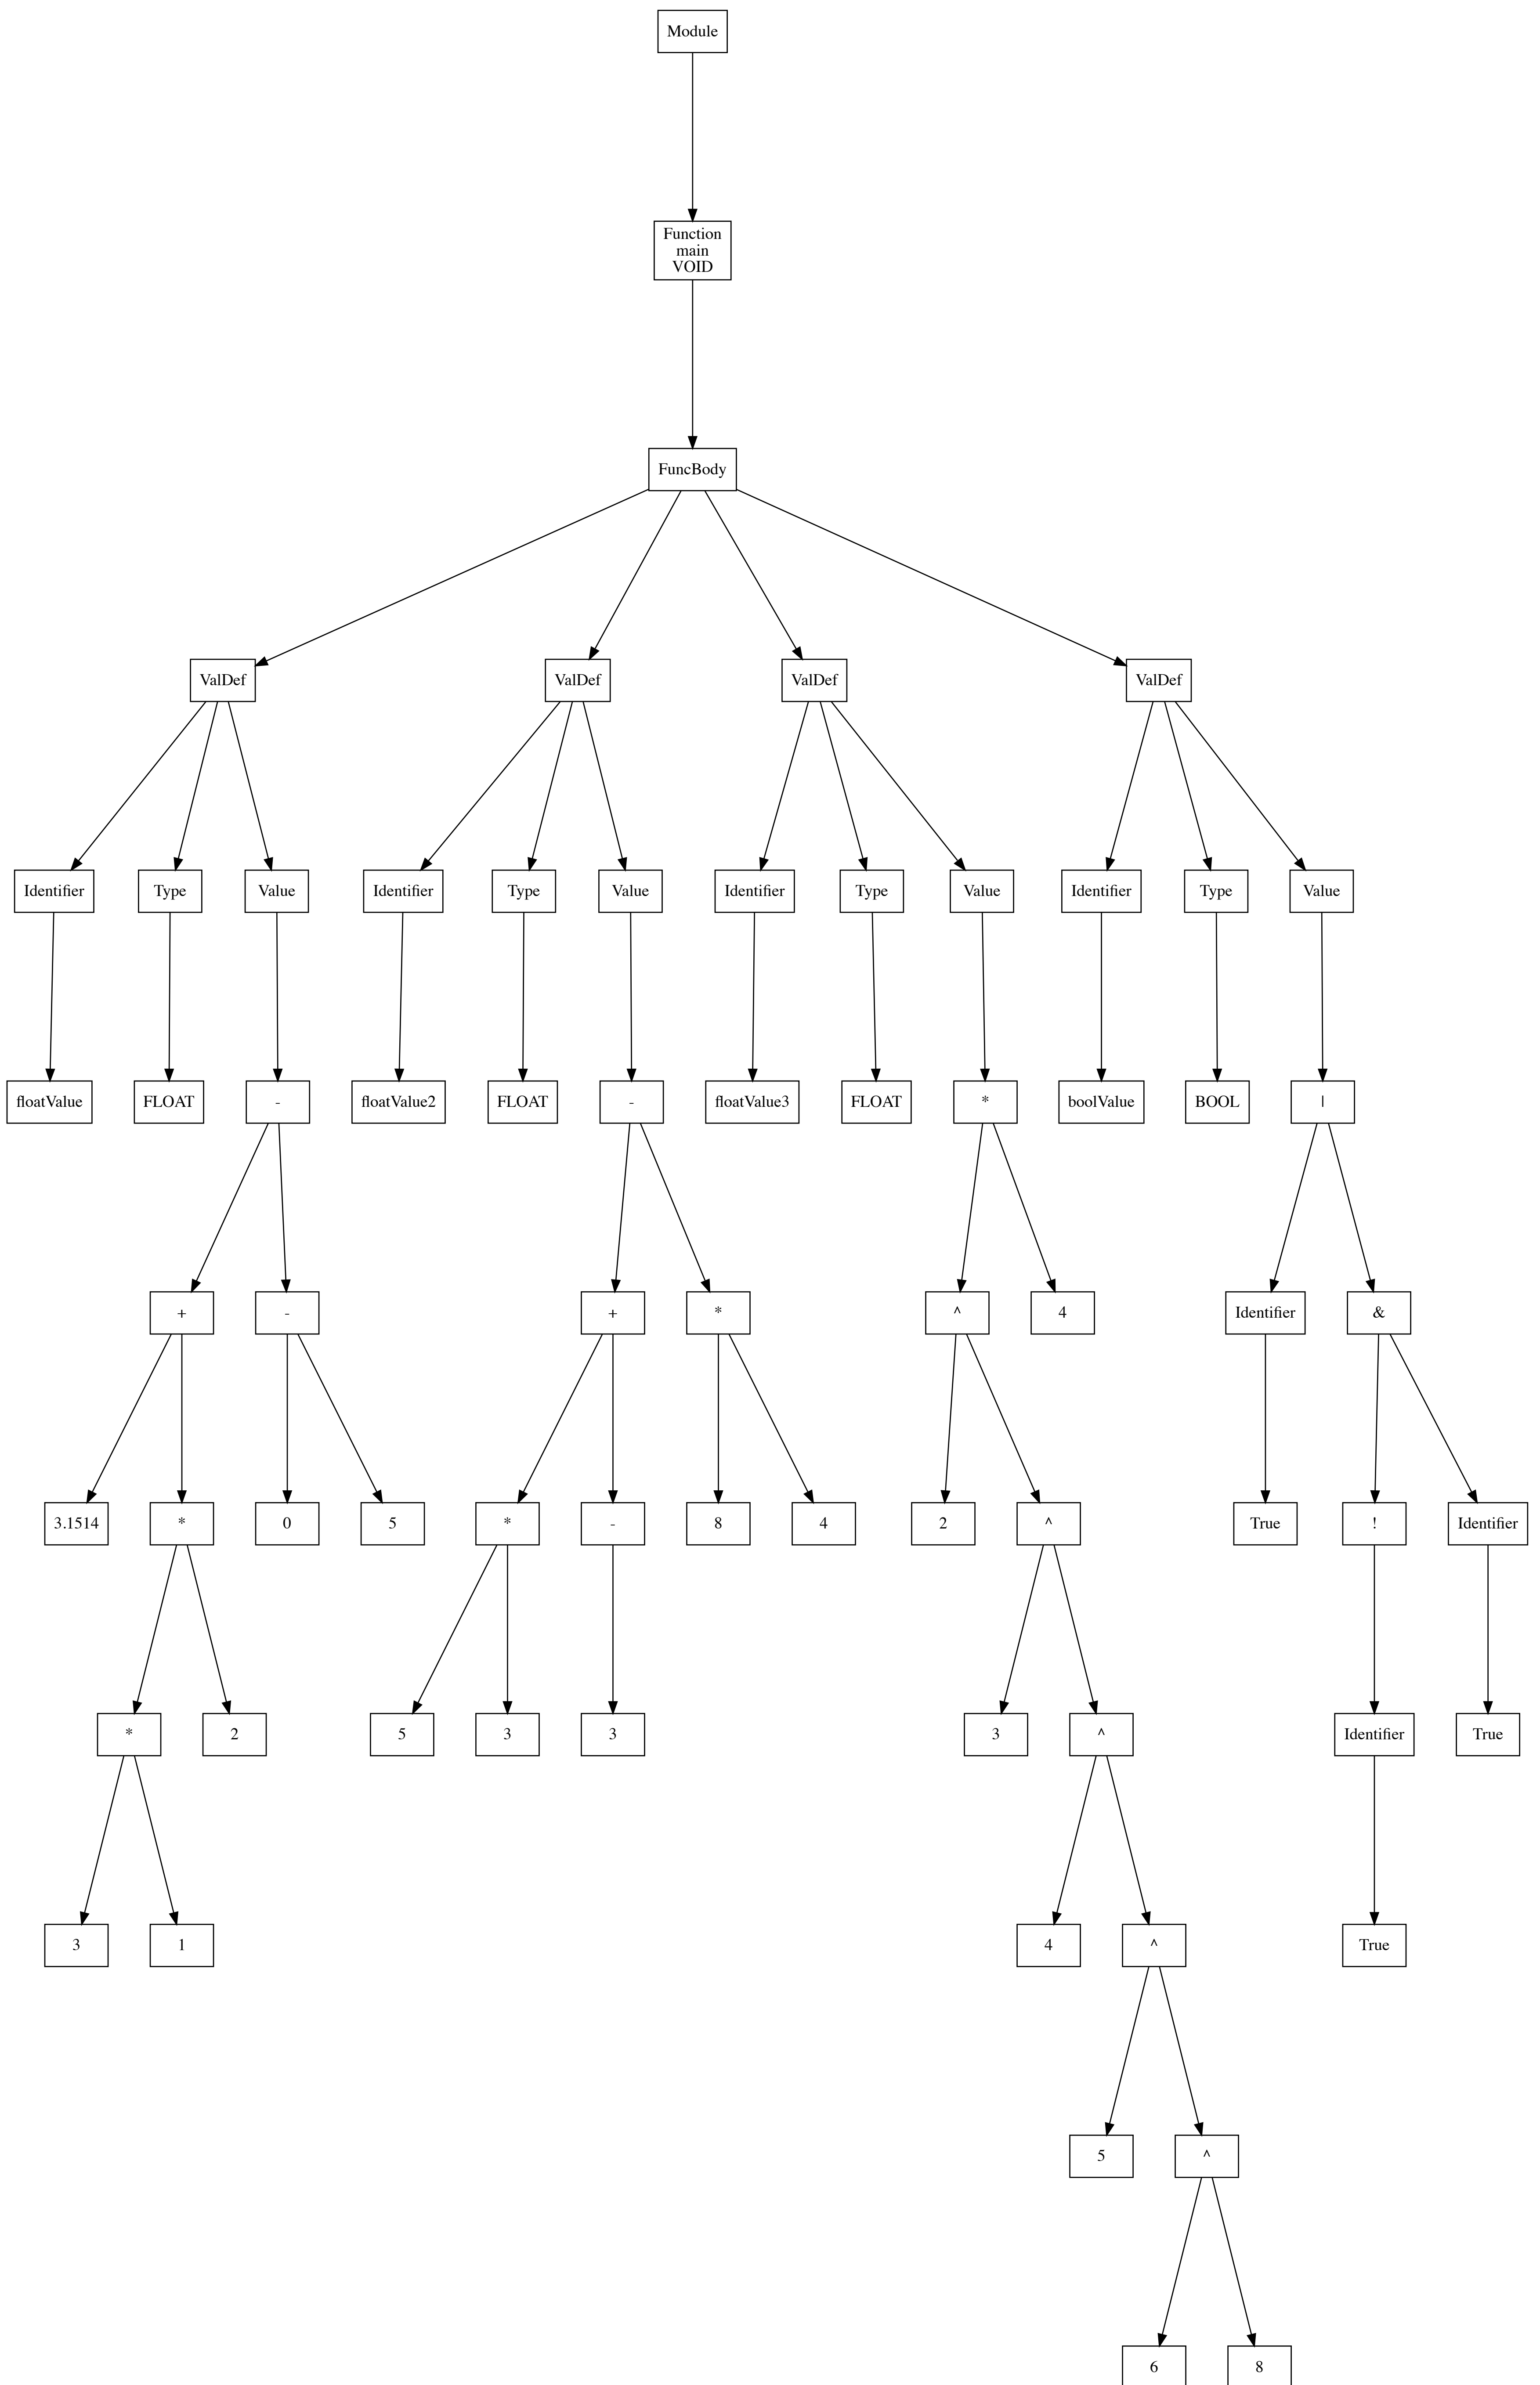 Module
Function
main
VOID
FuncBody
ValDef
ValDef
ValDef
ValDef
Identifier
Type
Value
Identifier
Type
Value
Identifier
Type
Value
Identifier
Type
Value
floatValue
FLOAT
-
floatValue2
FLOAT
-
floatValue3
FLOAT
*
boolValue
BOOL
|
+
-
+
*
^
4
Identifier
&
3.1514
*
0
5
*
-
8
4
2
^
True
!
Identifier
*
2
5
3
3
3
^
Identifier
True
3
1
4
^
True
5
^
6
8